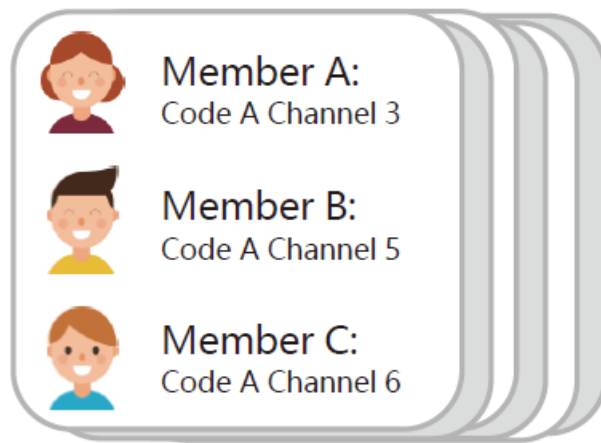 Member A:
Code A Channel 3
Member B:
Code A Channel 5
Member C:
Code A Channel 6